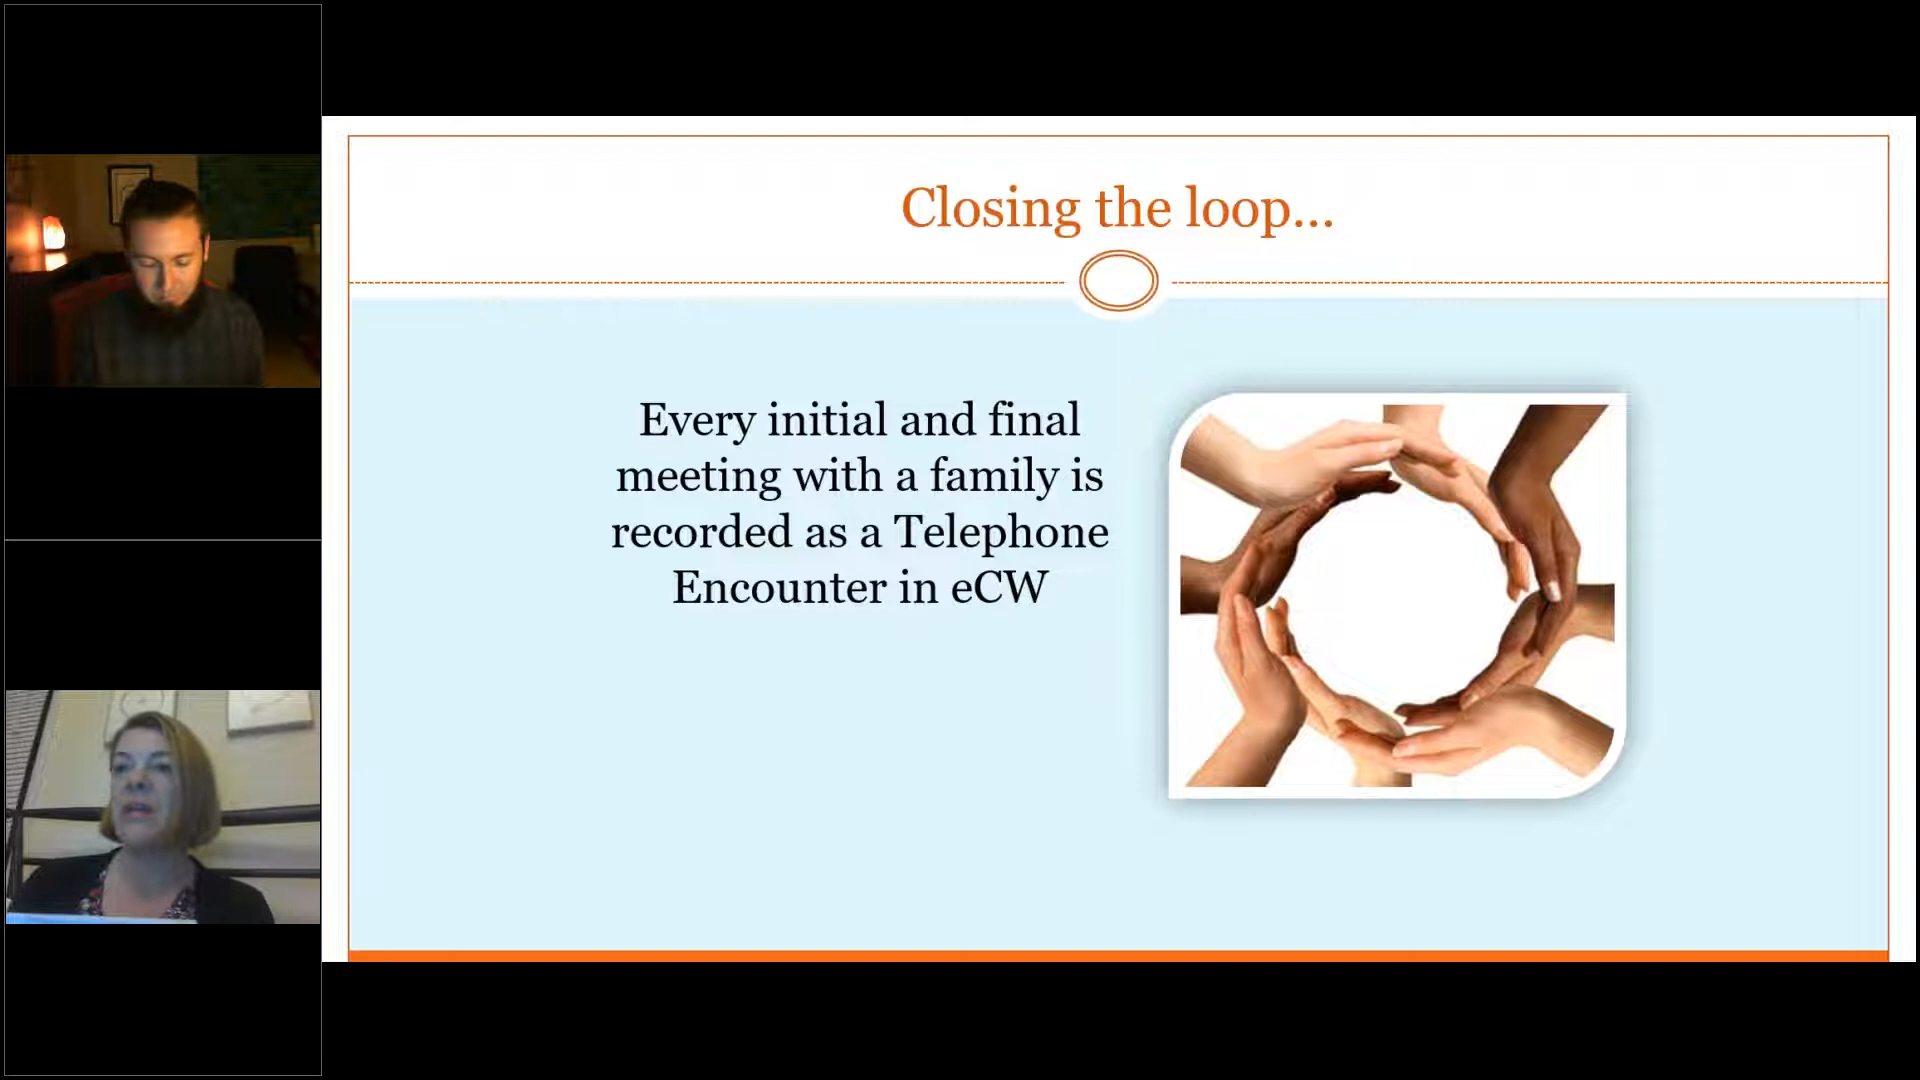 Closing the loop...
Every initial and final
meeting with a family is
recorded as a Telephone
Encounter in eCW